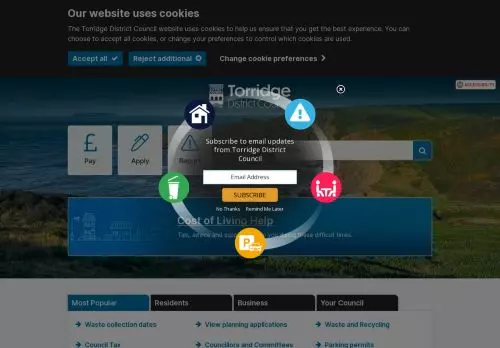 Our website uses cookies
The Torridge District Council website uses cookies to help us ensure that you get the best experience. You can
choose to accept all cookies, or change your preferences to control which cookies are used.
Accept all
Reject additional
Change cookie preferences
Torridge
District Council
ACCESSIBILITY
Subscribe to email updates
from Torridge District
Council
Email Address
SUBSCRIBE
No Thanks Remind Me Later
Pay
Apply
Report
Cost of Living Help
Tips, advice and support these difficult times.
Most Popular
Residents
Business
Your Council
Waste collection dates
View planning applications
Waste and Recycling
Council Tax
Councillors and Committees
Parking permits